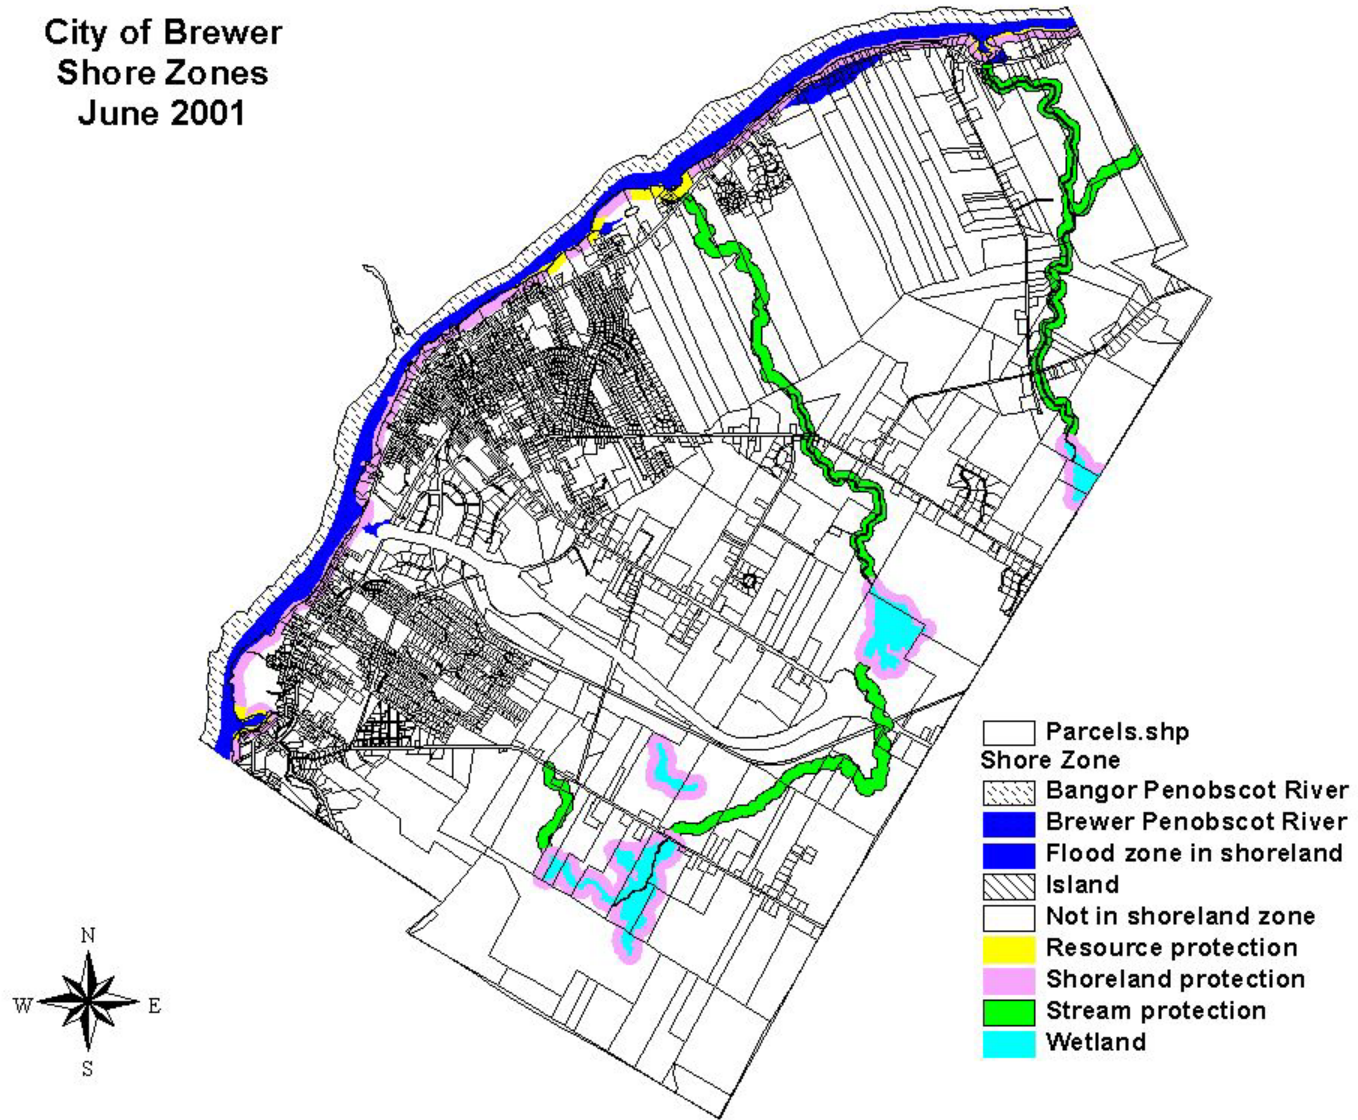 City of Brewer
Shore Zones
June 2001
Parcels.shp
Shore Zone
Bangor Penobscot River
Brewer Penobscot River
Flood zone in shoreland
Island
Not in shoreland zone
Resource protection
Shoreland protection
Stream protection
Wetland
N
W E
S